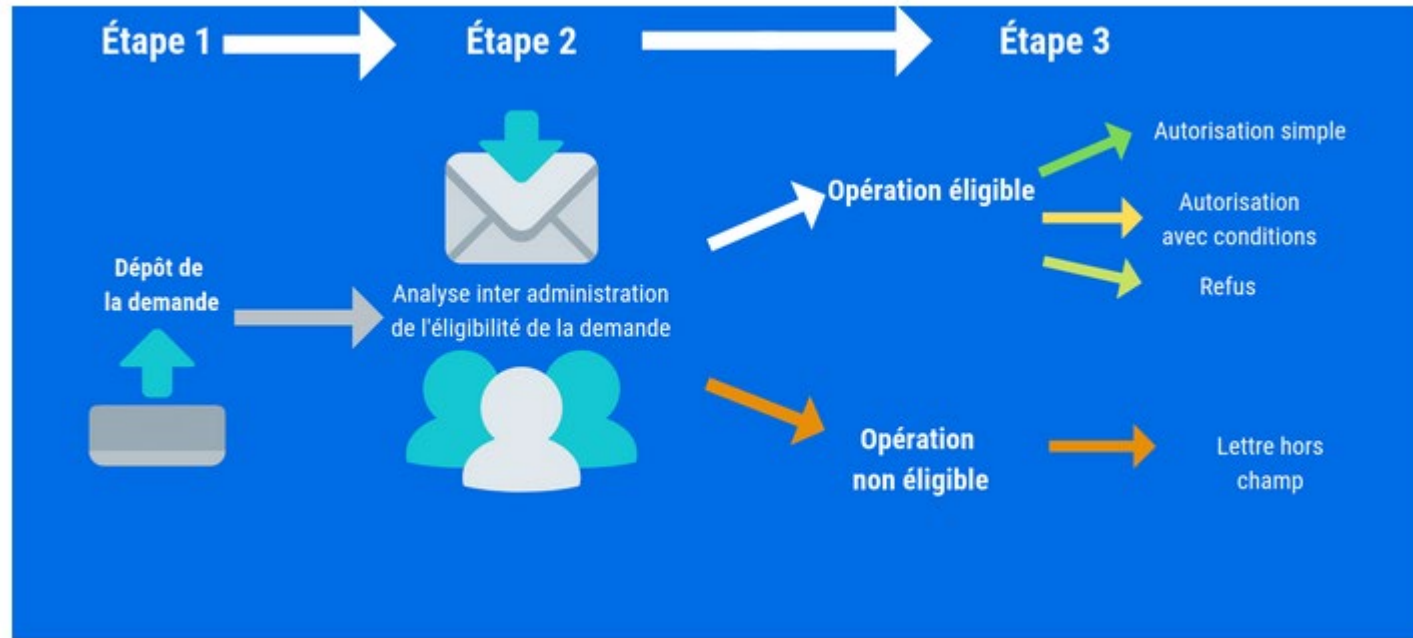 Étape 1
Étape 2
Étape 3
Dépôt de
la demande
Analyse inter administration
de l'éligibilité de la demande
Opération éligible
Autorisation simple
Autorisation
avec conditions
Refus
Opération
non éligible
Lettre hors
champ